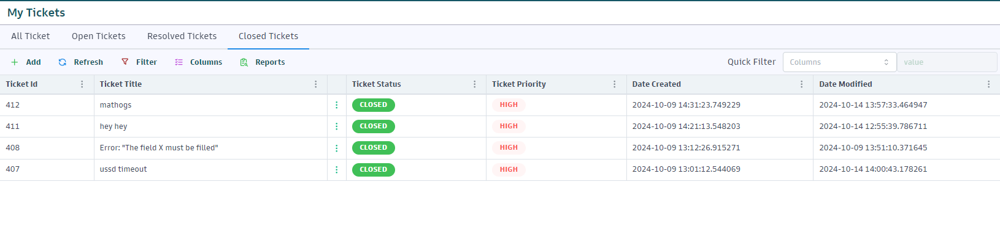 My Tickets
All Ticket Open Tickets Resolved Tickets Closed Tickets
Add Refresh Filter Columns Reports Quick Filter Columns value
Ticket Id Ticket Title Ticket Status Ticket Priority Date Created Date Modified
412 mathogs CLOSED HIGH 2024-10-09 14:31:23.749229 2024-10-14 13:57:33.464947
411 hey hey CLOSED HIGH 2024-10-09 14:21:13.548203 2024-10-14 12:55:39.786711
408 Error: "The field X must be filled" CLOSED HIGH 2024-10-09 13:12:26.915271 2024-10-09 13:51:10.371645
407 ussd timeout CLOSED HIGH 2024-10-09 13:01:12.544069 2024-10-14 14:00:43.178261